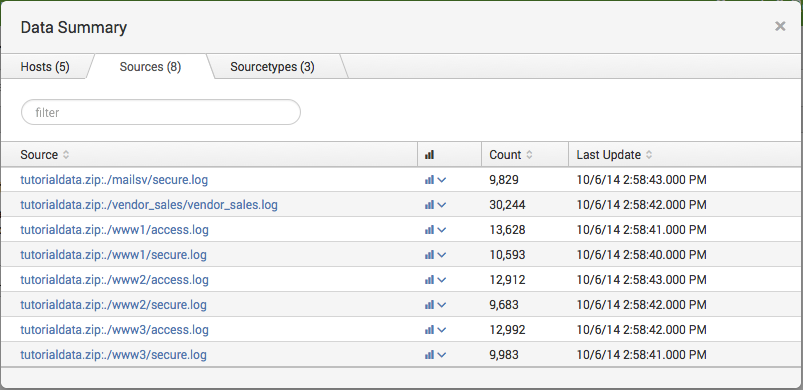 Data Summary ×
Hosts (5) Sources (8) Sourcetypes (3)
filter
Source Count Last Update
tutorialdata.zip:./mailsv/secure.log 9,829 10/6/14 2:58:43.000 PM
tutorialdata.zip:./vendor_sales/vendor_sales.log 30,244 10/6/14 2:58:42.000 PM
tutorialdata.zip:./www1/access.log 13,628 10/6/14 2:58:41.000 PM
tutorialdata.zip:./www1/secure.log 10,593 10/6/14 2:58:40.000 PM
tutorialdata.zip:./www2/access.log 12,912 10/6/14 2:58:43.000 PM
tutorialdata.zip:./www2/secure.log 9,683 10/6/14 2:58:42.000 PM
tutorialdata.zip:./www3/access.log 12,992 10/6/14 2:58:42.000 PM
tutorialdata.zip:./www3/secure.log 9,983 10/6/14 2:58:41.000 PM